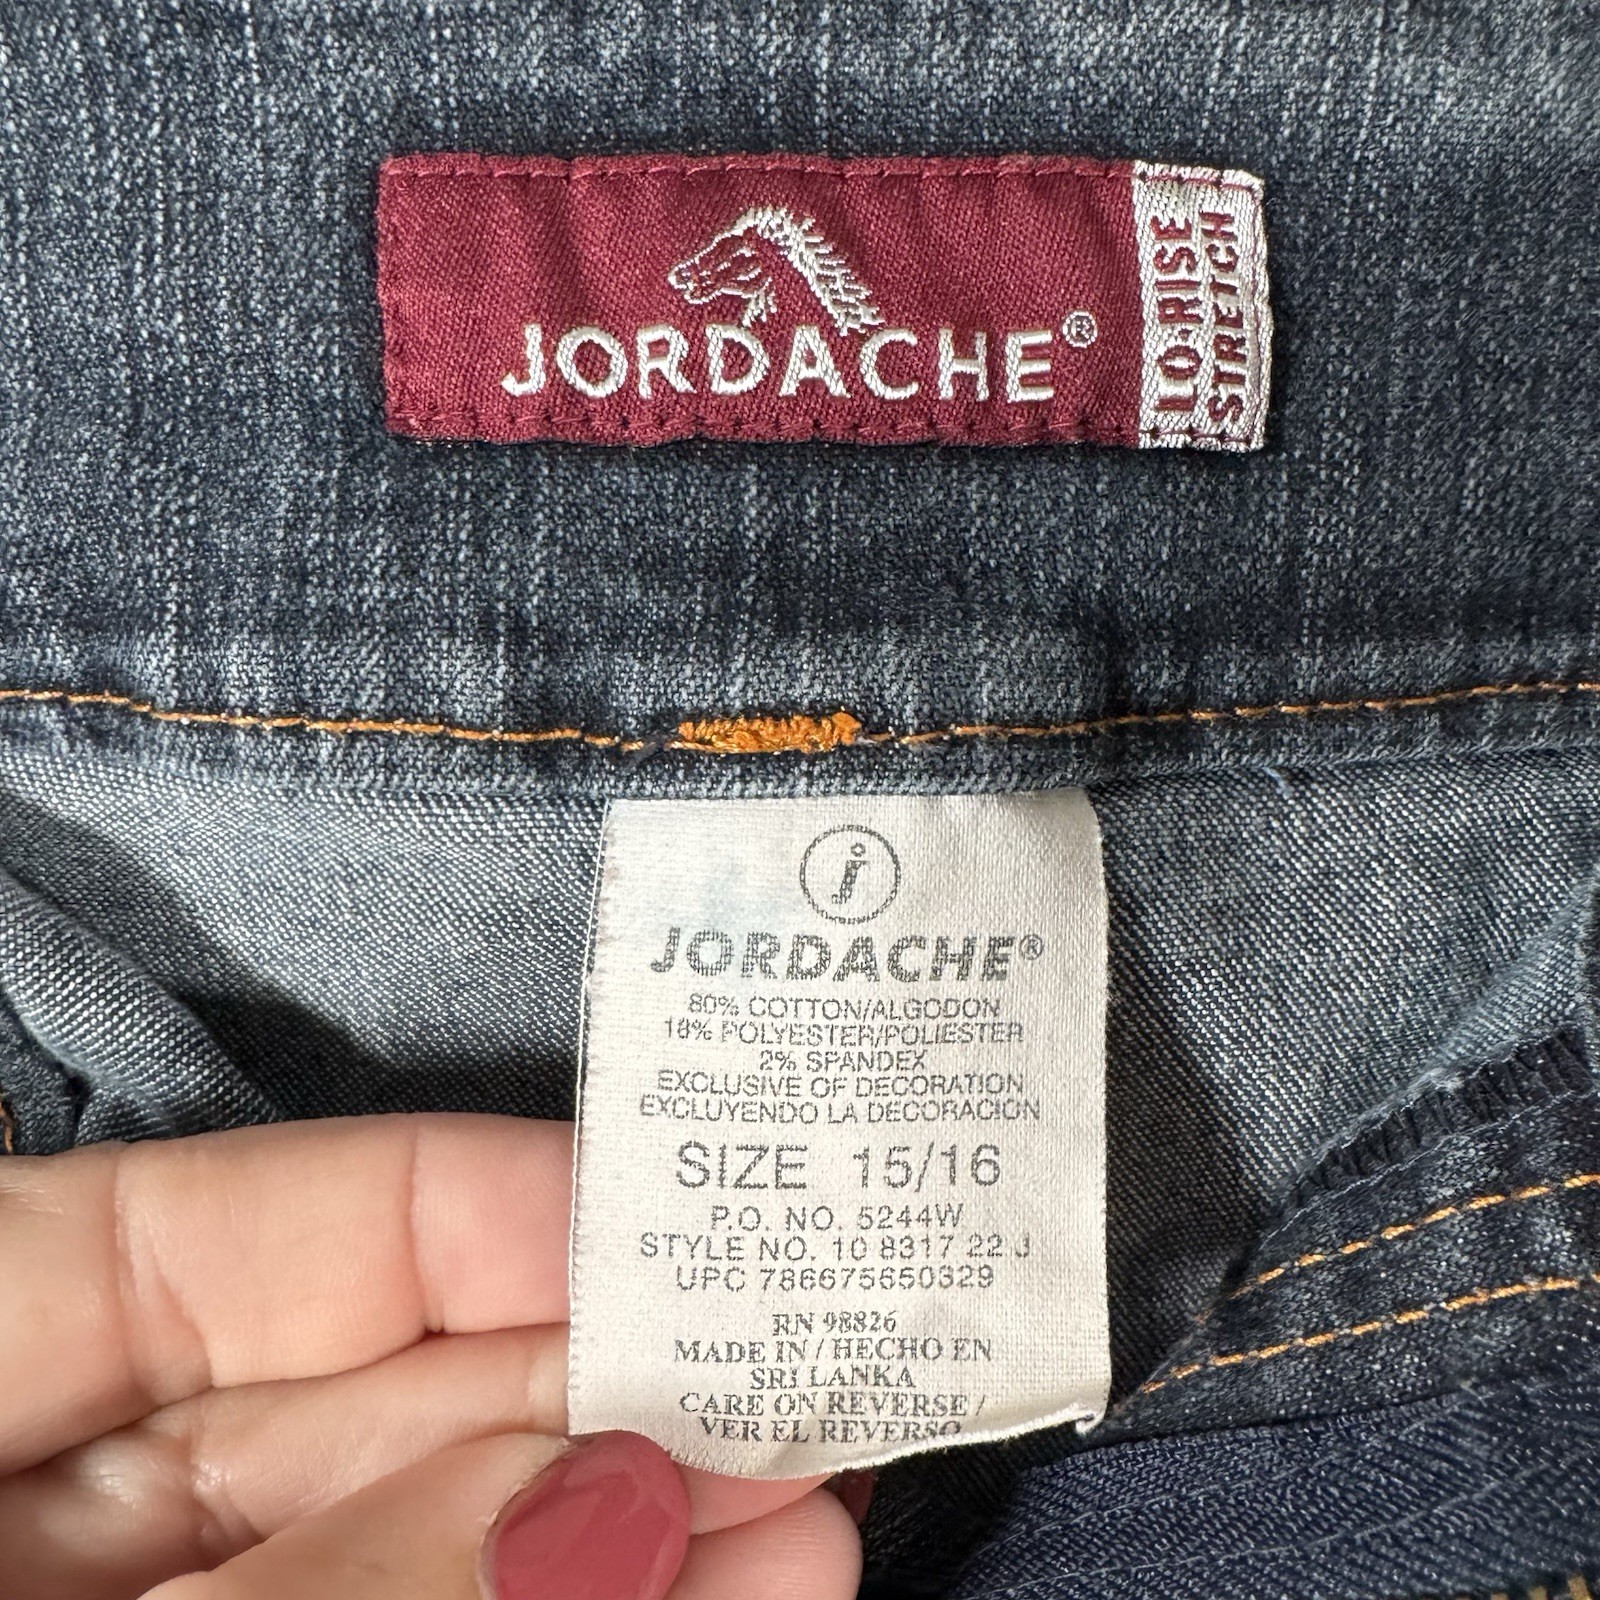 JORDACHE®
LO-RISE
STRETCH
j
JORDACHE®
80% COTTON/ALGODON
18% POLYESTER/POLIESTER
2% SPANDEX
EXCLUSIVE OF DECORATION
EXCLUYENDO LA DECORACION
SIZE 15/16
P.O. NO. 5244W
STYLE NO. 10 8317 22 J
UPC 786675650329
RN 98826
MADE IN / HECHO EN
SRI LANKA
CARE ON REVERSE /
VER EL REVERSO